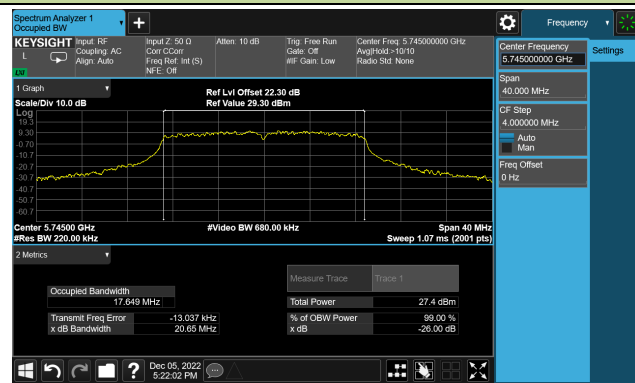 Spectrum Analyzer 1
Occupied BW
+
Frequency
KEYSIGHT
L
LXI
Input: RF
Coupling: AC
Align: Auto
Input Z: 50 Ω
Corr CCorr
Freq Ref: Int (S)
NFE: Off
Atten: 10 dB
Trig: Free Run
Gate: Off
#IF Gain: Low
Center Freq: 5.745000000 GHz
Avg|Hold:>10/10
Radio Std: None
Center Frequency
5.745000000 GHz
Settings
Span
40.000 MHz
CF Step
4.000000 MHz
Auto
Man
Freq Offset
0 Hz
1 Graph
Scale/Div 10.0 dB
Ref Lvl Offset 22.30 dB
Ref Value 29.30 dBm
Log
19.3
9.30
-0.70
-10.7
-20.7
-30.7
-40.7
-50.7
-60.7
Center 5.74500 GHz
#Video BW 680.00 kHz
Span 40 MHz
#Res BW 220.00 kHz
Sweep 1.07 ms (2001 pts)
2 Metrics
Measure Trace
Trace 1
Occupied Bandwidth
17.649 MHz
Total Power
27.4 dBm
Transmit Freq Error
-13.037 kHz
% of OBW Power
99.00 %
x dB Bandwidth
20.65 MHz
x dB
-26.00 dB
?
Dec 05, 2022
5:22:02 PM